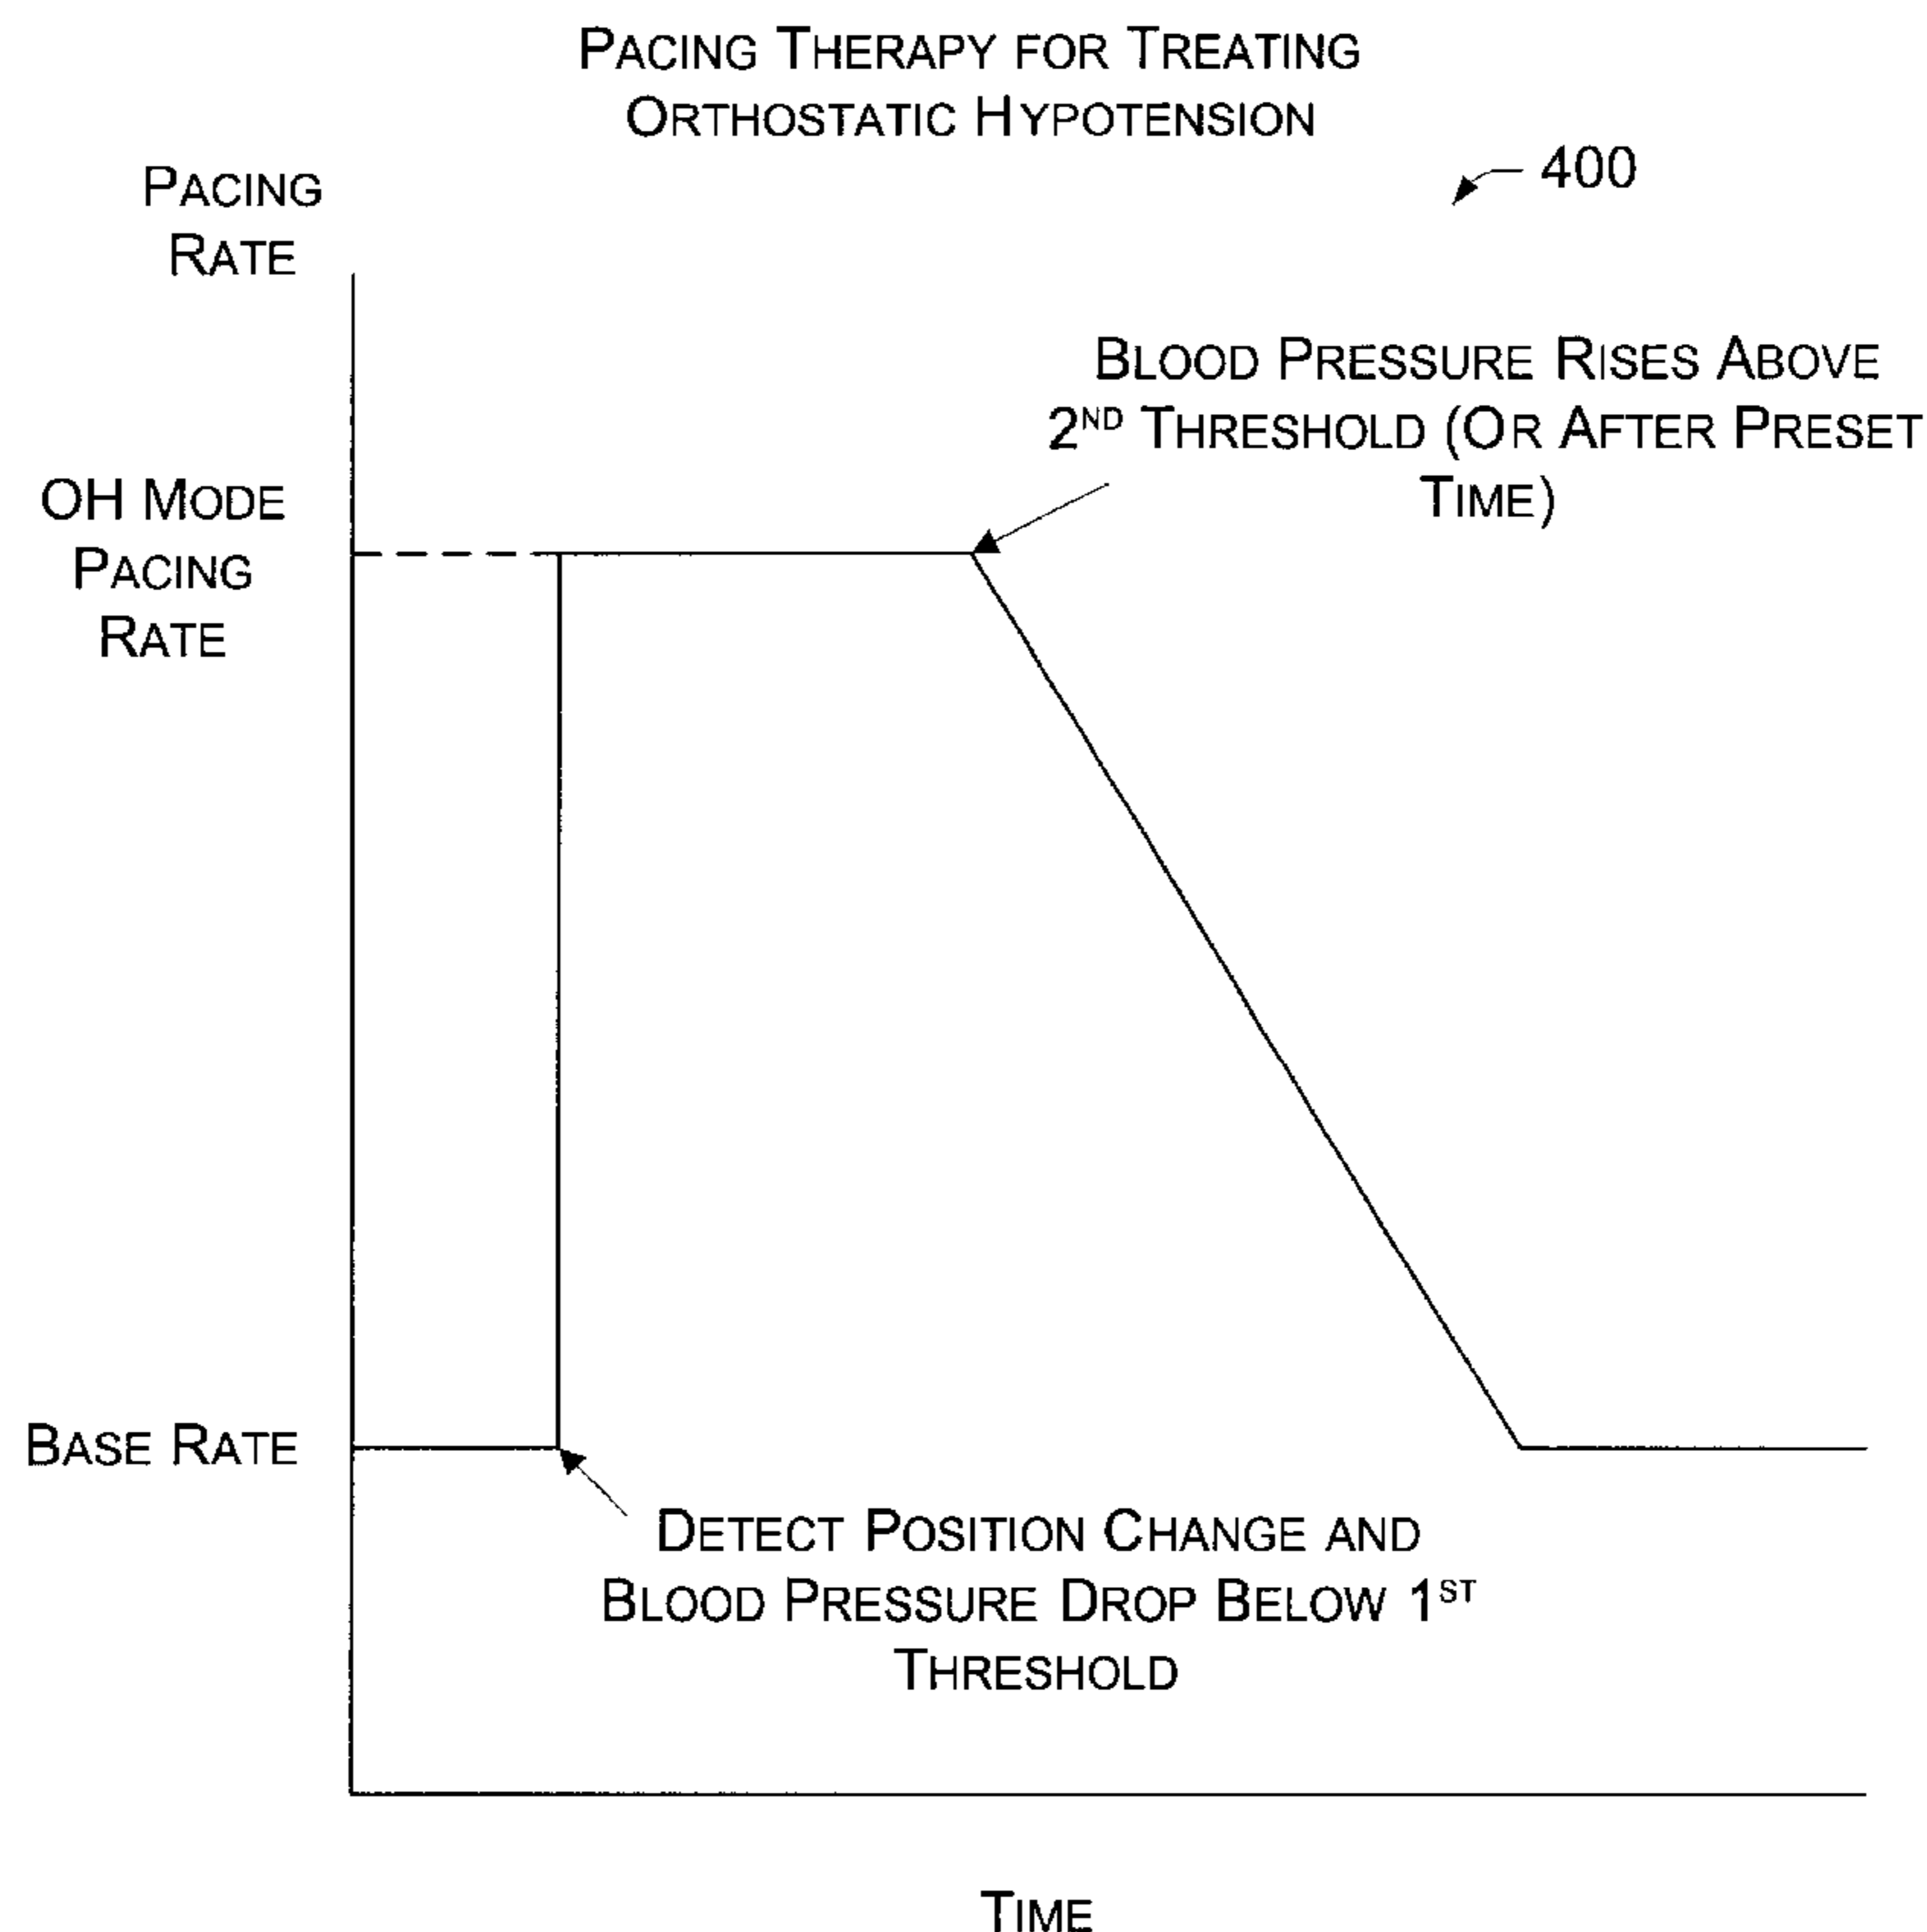 PACING THERAPY FOR TREATING
ORTHOSTATIC HYPOTENSION
400
PACING
RATE
BLOOD PRESSURE RISES ABOVE
2ND THRESHOLD (OR AFTER PRESET
TIME)
OH MODE
PACING
RATE
BASE RATE
DETECT POSITION CHANGE AND
BLOOD PRESSURE DROP BELOW 1ST
THRESHOLD
TIME